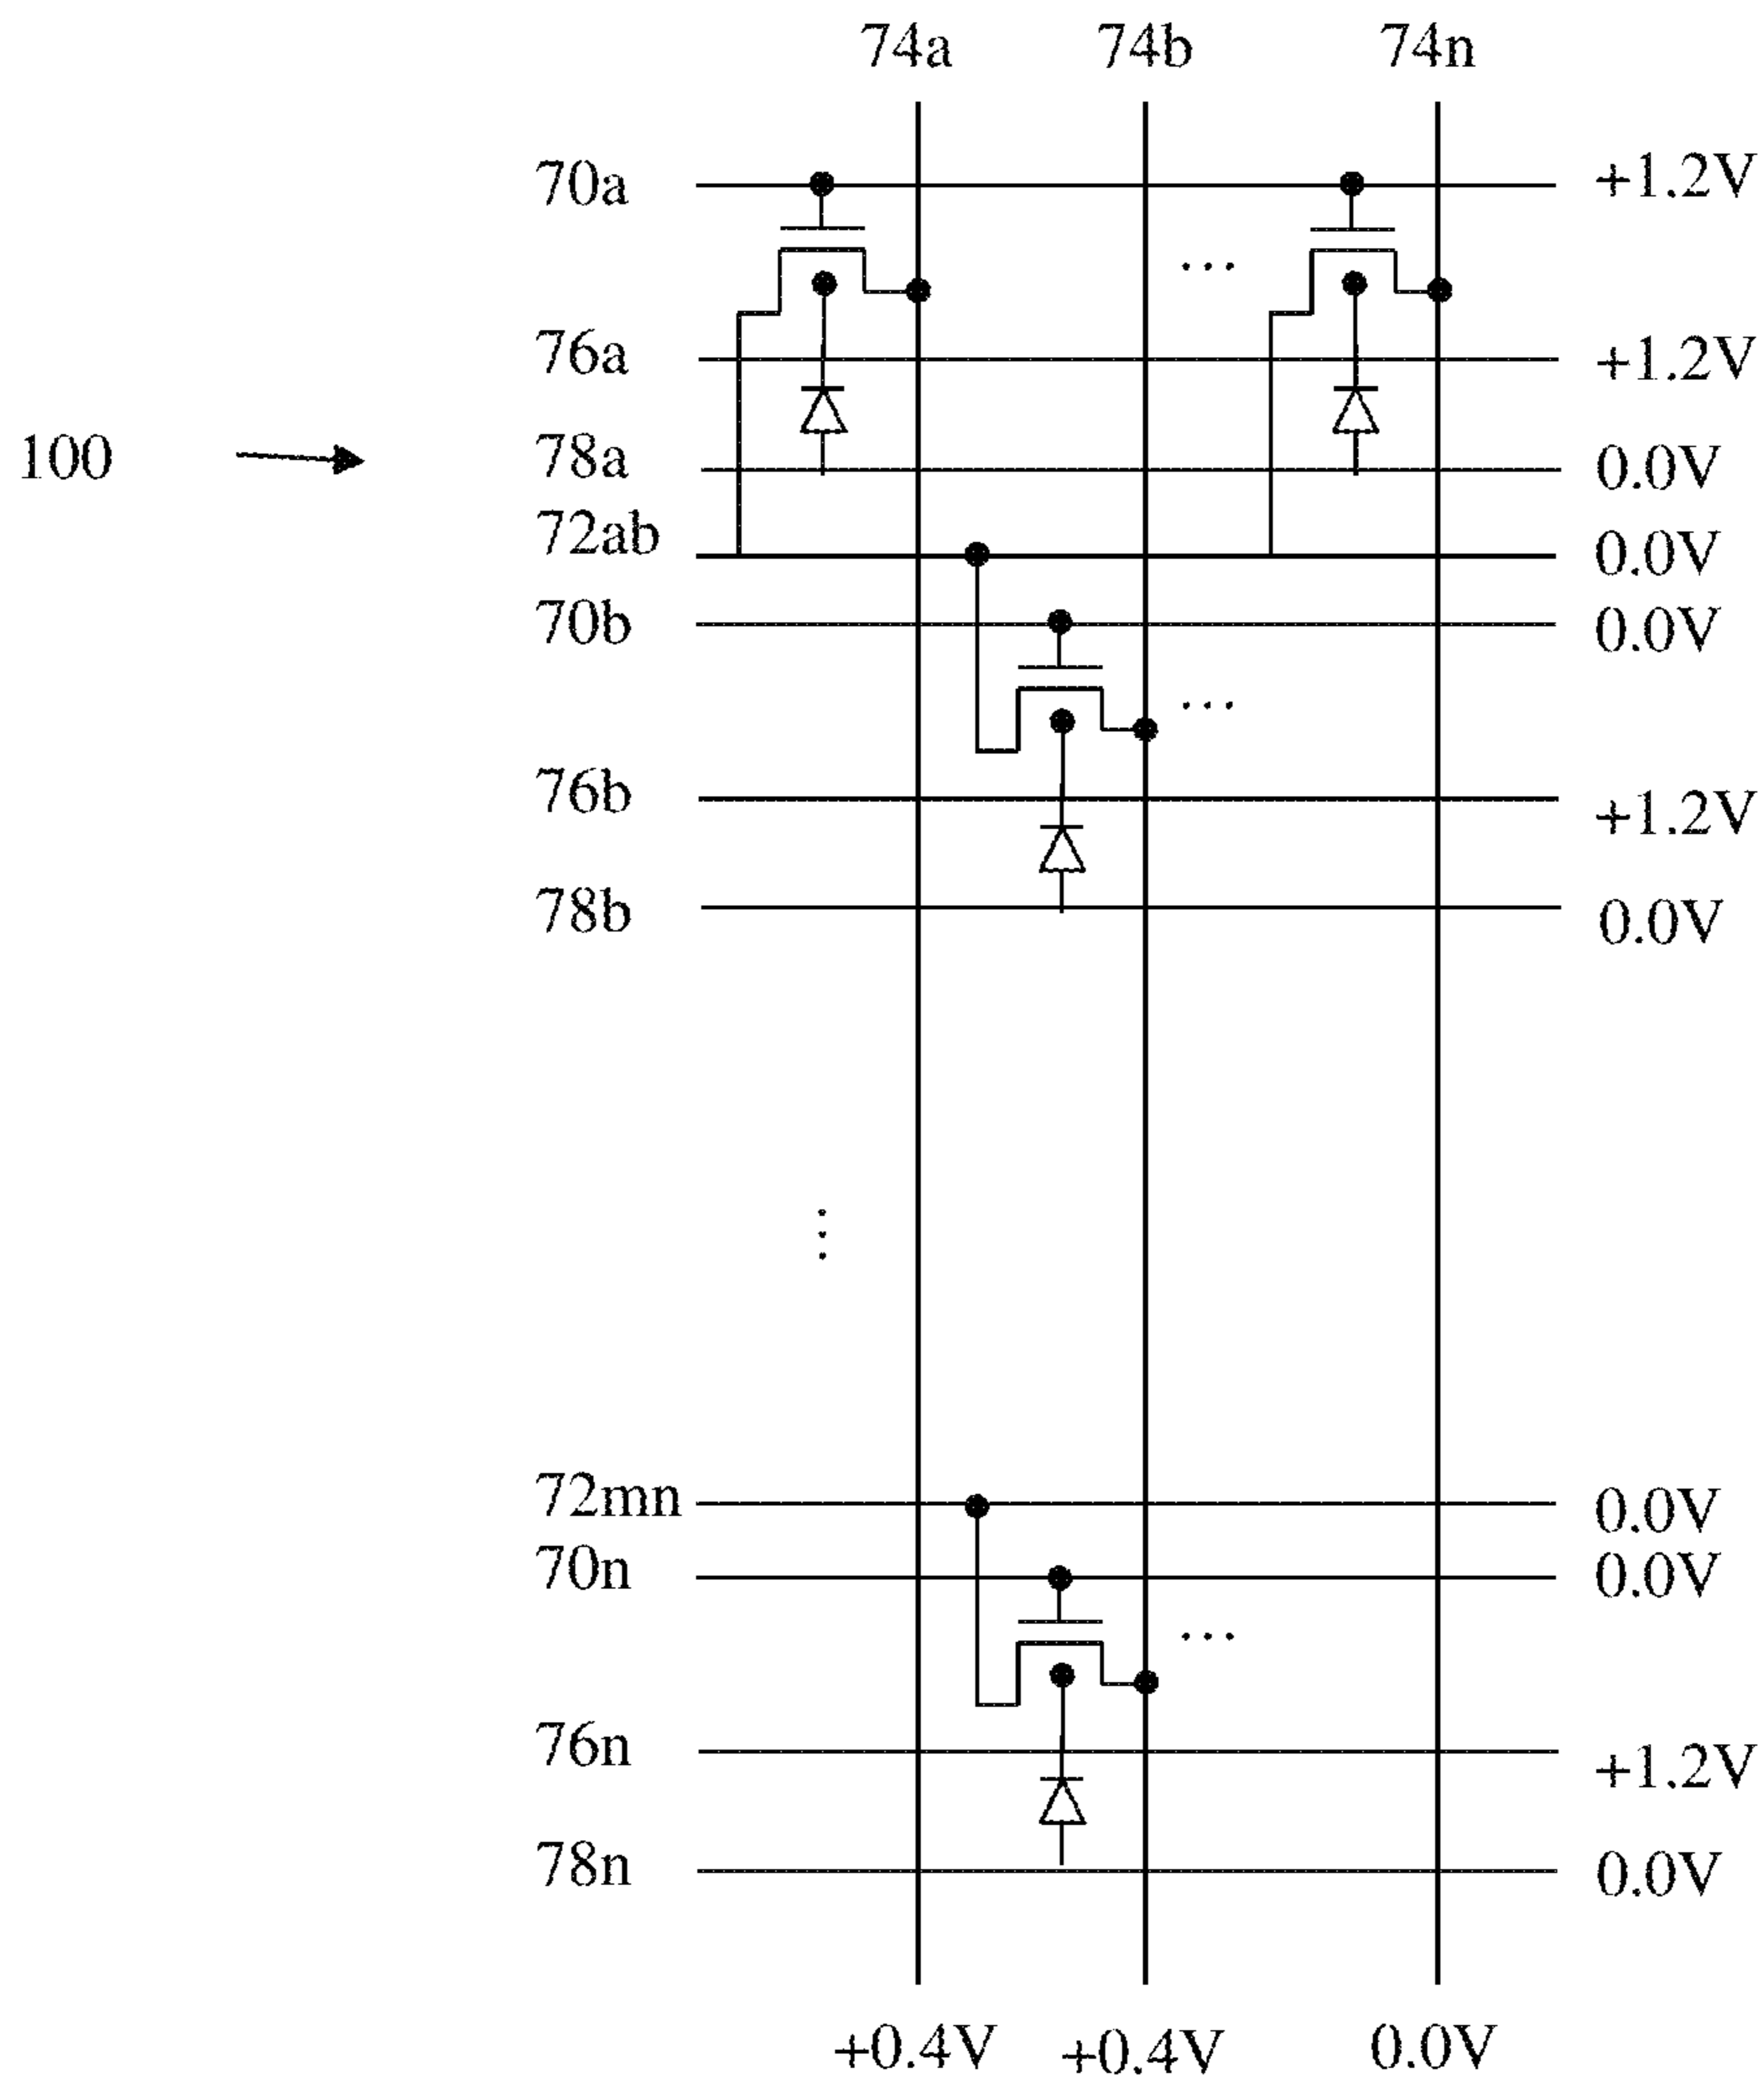 74a 74b 74n
70a +1.2V
...
76a +1.2V
100 78a 0.0V
72ab 0.0V
70b 0.0V
...
76b +1.2V
78b 0.0V
...
72mn 0.0V
70n 0.0V
...
76n +1.2V
78n 0.0V
+0.4V +0.4V 0.0V